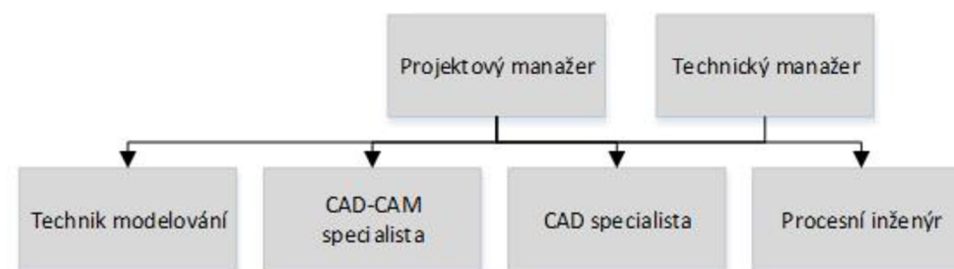 Projektový manažer
Technický manažer
Technik modelování
CAD-CAM
specialista
CAD specialista
Procesní inženýr